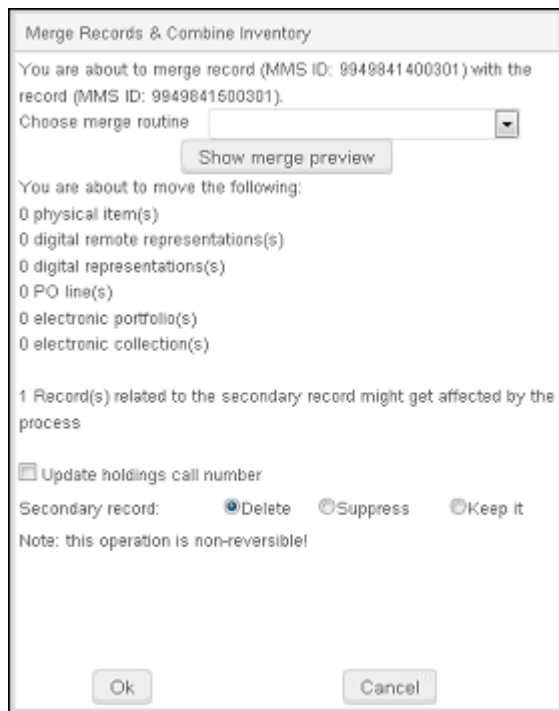 Merge Records & Combine Inventory
You are about to merge record (MMS ID: 9949841400301) with the
record (MMS ID: 9949841500301).
Choose merge routine
Show merge preview
You are about to move the following:
0 physical item(s)
0 digital remote representations(s)
0 digital representations(s)
0 PO line(s)
0 electronic portfolio(s)
0 electronic collection(s)
1 Record(s) related to the secondary record might get affected by the
process
Update holdings call number
Secondary record: Delete Suppress Keep it
Note: this operation is non-reversible!
Ok Cancel